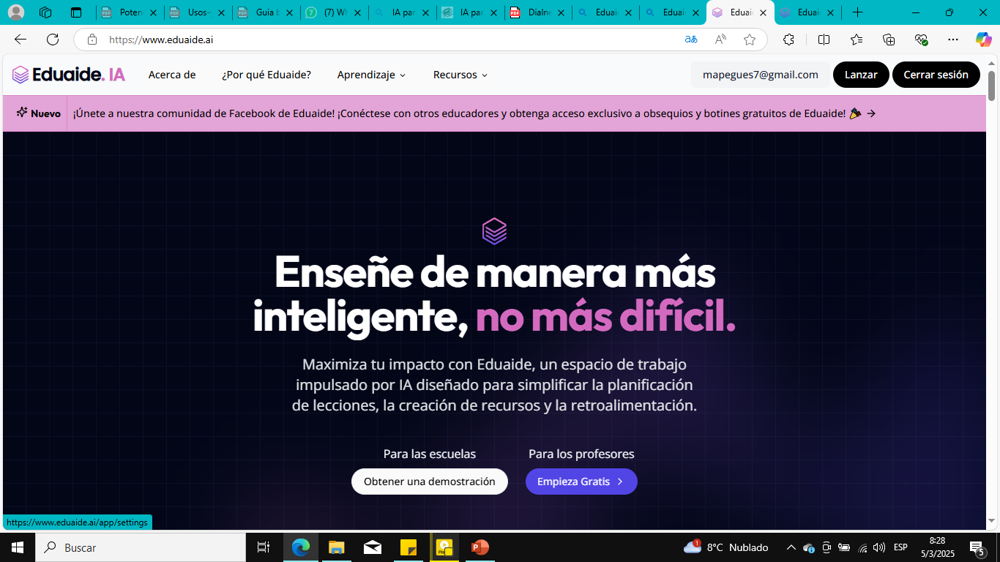 Poten
Usos-
Guia b
(7) Wh
IA par
IA par
Dialne
Eduai
Eduai
Eduai
Eduai
https://www.eduaide.ai
Eduaide. IA
Acerca de
¿Por qué Eduaide?
Aprendizaje
Recursos
mapegues7@gmail.com
Lanzar
Cerrar sesión
Nuevo
¡Únete a nuestra comunidad de Facebook de Eduaide! ¡Conéctese con otros educadores y obtenga acceso exclusivo a obsequios y botines gratuitos de Eduaide! 🎉 →
Enseñe de manera más
inteligente, no más difícil.
Maximiza tu impacto con Eduaide, un espacio de trabajo
impulsado por IA diseñado para simplificar la planificación
de lecciones, la creación de recursos y la retroalimentación.
Para las escuelas
Para los profesores
Obtener una demostración
Empieza Gratis
https://www.eduaide.ai/app/settings
Buscar
1
8°C Nublado
ESP
8:28
5/3/2025
5